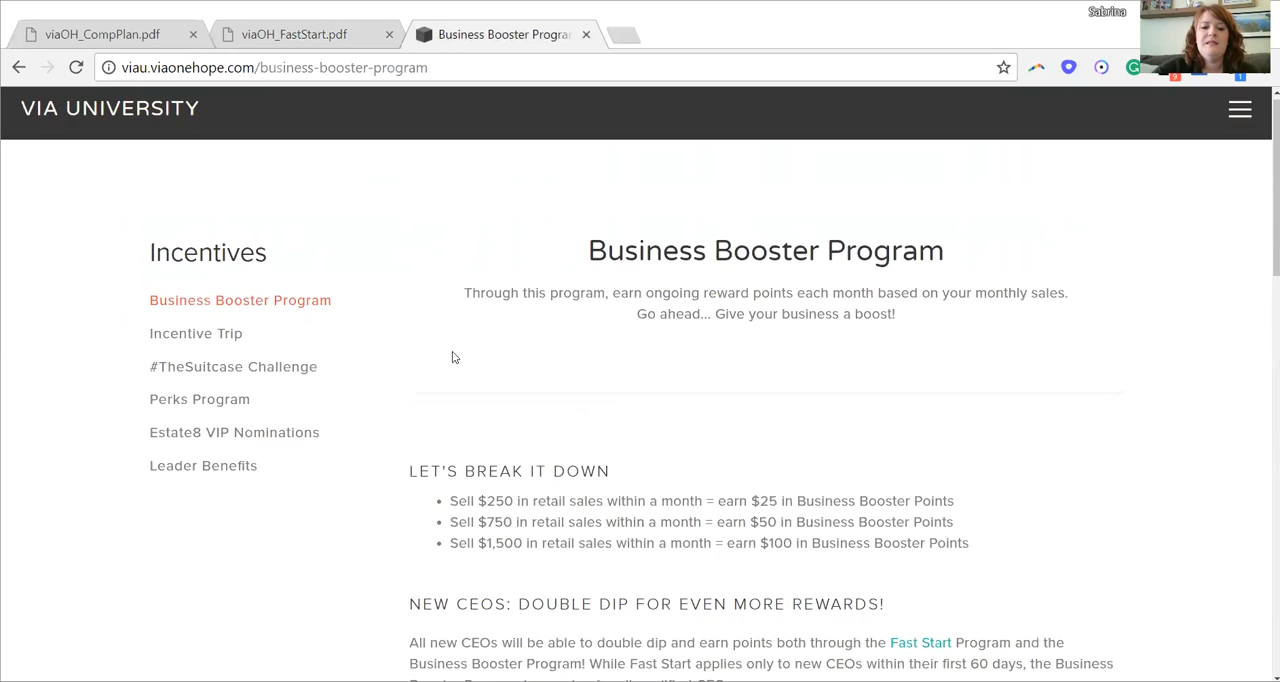 Sabrina
viaOH_CompPlan.pdf
viaOH_FastStart.pdf
Business Booster Progra
viau.viaonehope.com/business-booster-program
9
1
VIA UNIVERSITY
Incentives
Business Booster Program
Incentive Trip
#TheSuitcase Challenge
Perks Program
Estate8 VIP Nominations
Leader Benefits
Business Booster Program
Through this program, earn ongoing reward points each month based on your monthly sales.
Go ahead... Give your business a boost!
LET'S BREAK IT DOWN
• Sell $250 in retail sales within a month = earn $25 in Business Booster Points
• Sell $750 in retail sales within a month = earn $50 in Business Booster Points
• Sell $1,500 in retail sales within a month = earn $100 in Business Booster Points
NEW CEOS: DOUBLE DIP FOR EVEN MORE REWARDS!
All new CEOs will be able to double dip and earn points both through the Fast Start Program and the
Business Booster Program! While Fast Start applies only to new CEOs within their first 60 days, the Business